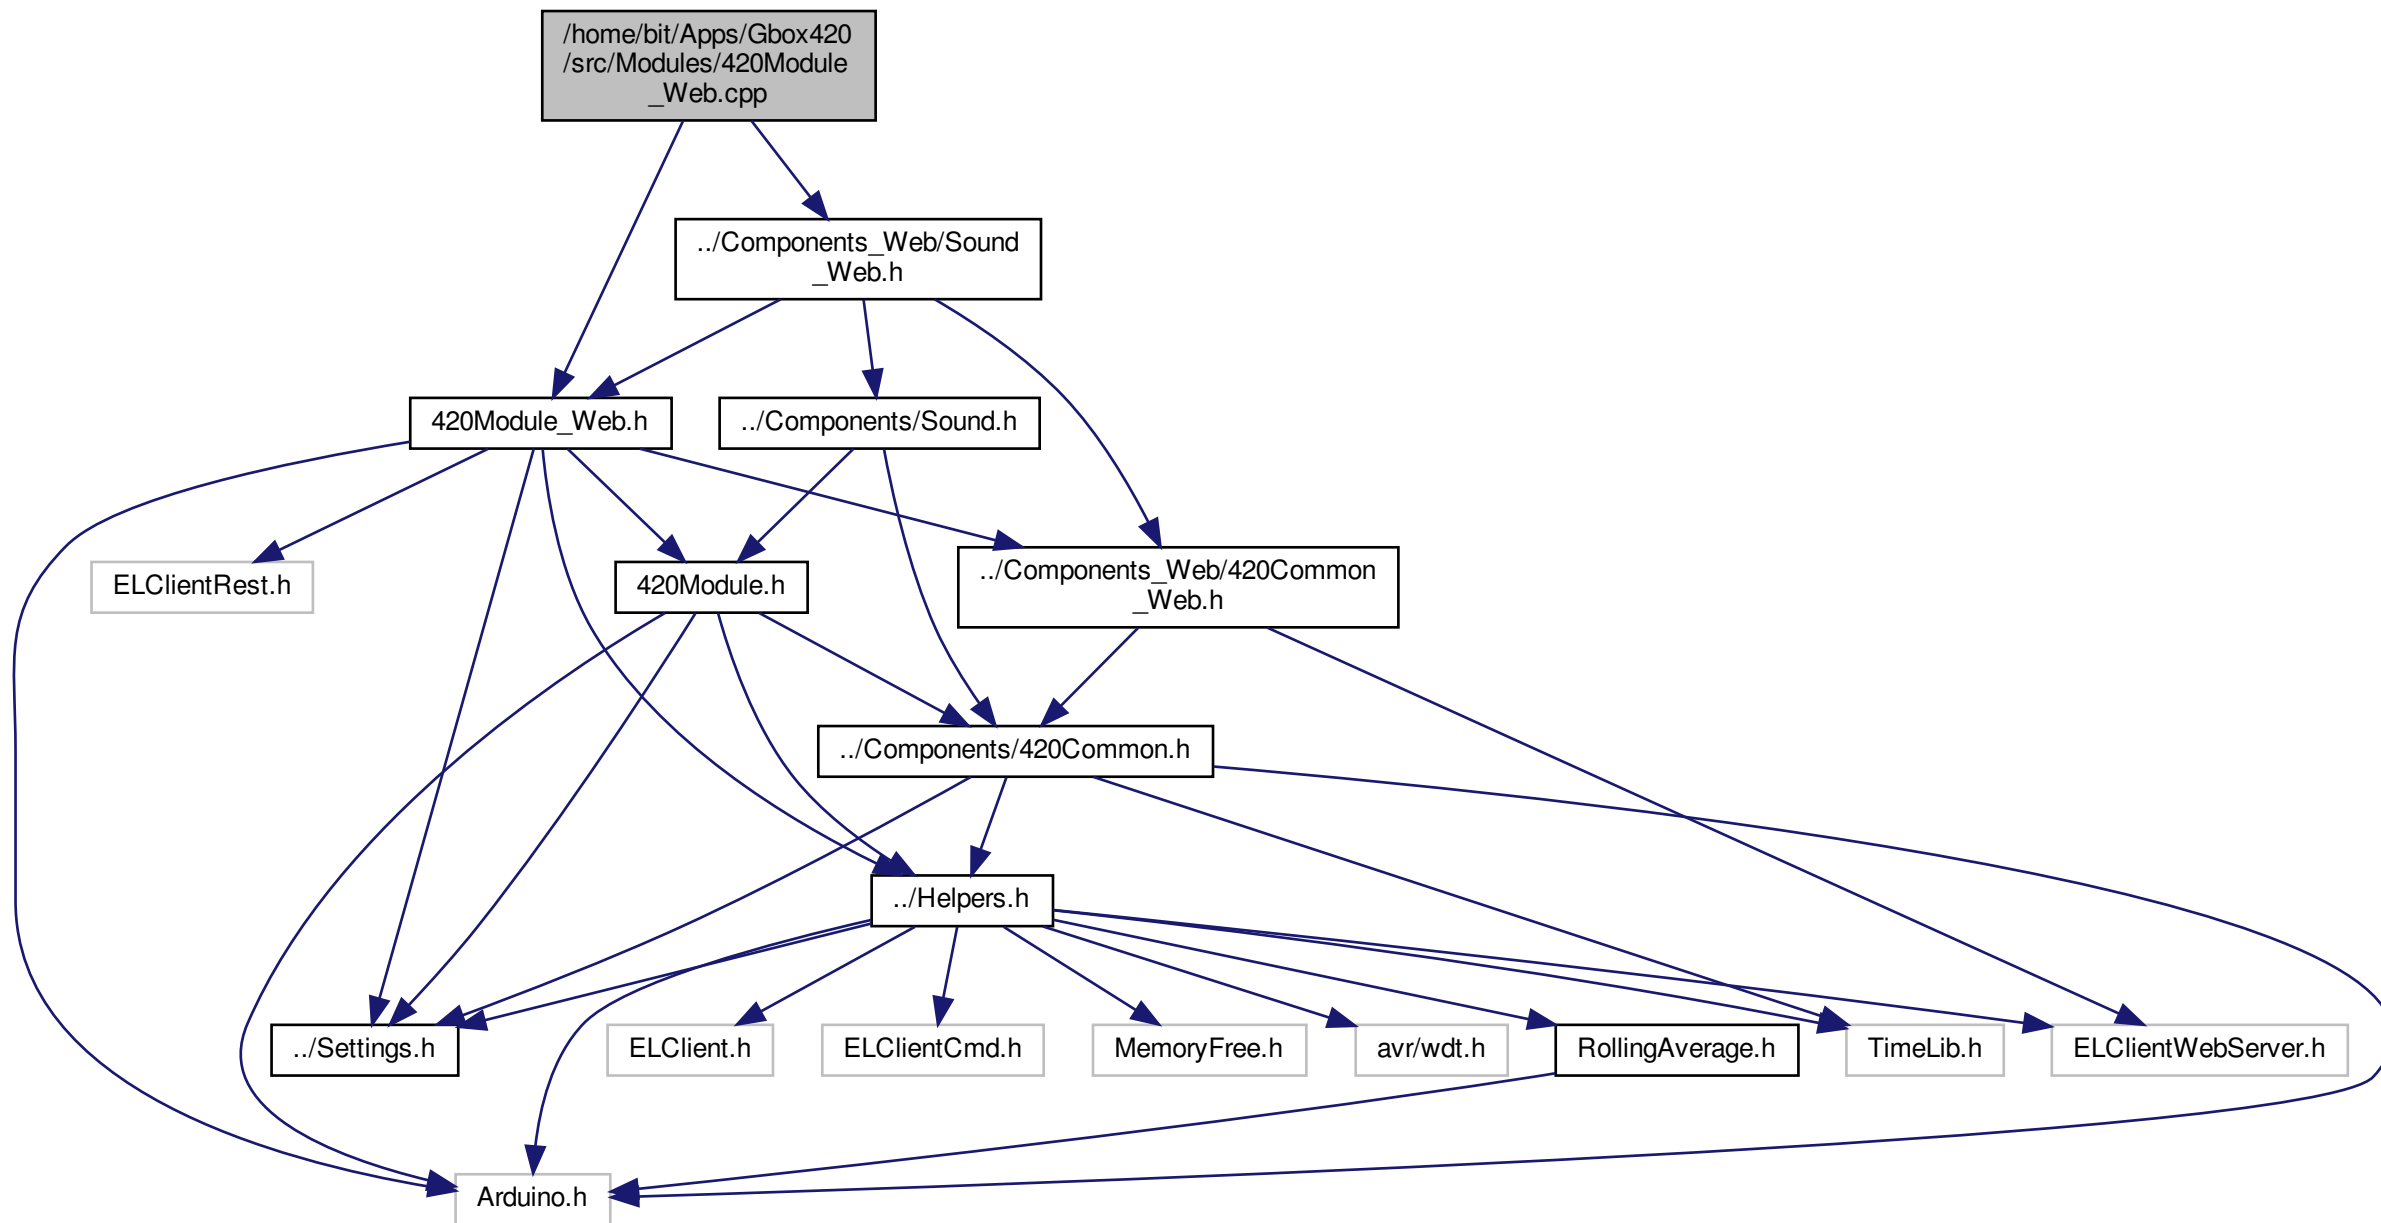 /home/bit/Apps/Gbox420
/src/Modules/420Module
_Web.cpp
../Components_Web/Sound
_Web.h
420Module_Web.h
../Components/Sound.h
ELClientRest.h
420Module.h
../Components_Web/420Common
_Web.h
../Components/420Common.h
../Helpers.h
../Settings.h
ELClient.h
ELClientCmd.h
MemoryFree.h
avr/wdt.h
RollingAverage.h
TimeLib.h
ELClientWebServer.h
Arduino.h